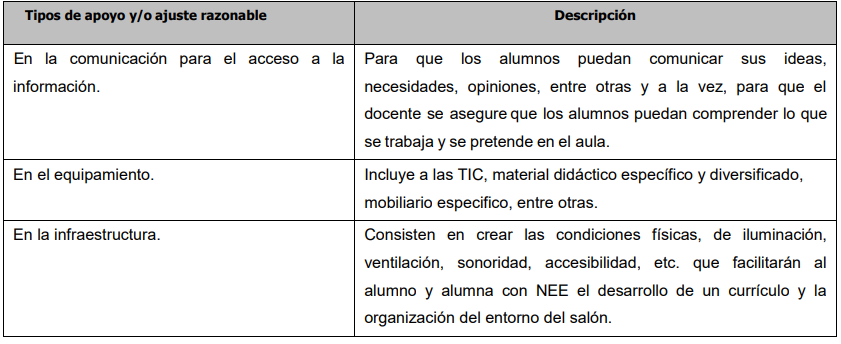 Tipos de apoyo y/o ajuste razonable
Descripción
En la comunicación para el acceso a la
información.
Para que los alumnos puedan comunicar sus ideas,
necesidades, opiniones, entre otras y a la vez, para que el
docente se asegure que los alumnos puedan comprender lo que
se trabaja y se pretende en el aula.
En el equipamiento.
Incluye a las TIC, material didáctico específico y diversificado,
mobiliario especifico, entre otras.
En la infraestructura.
Consisten en crear las condiciones físicas, de iluminación,
ventilación, sonoridad, accesibilidad, etc. que facilitarán al
alumno y alumna con NEE el desarrollo de un currículo y la
organización del entorno del salón.